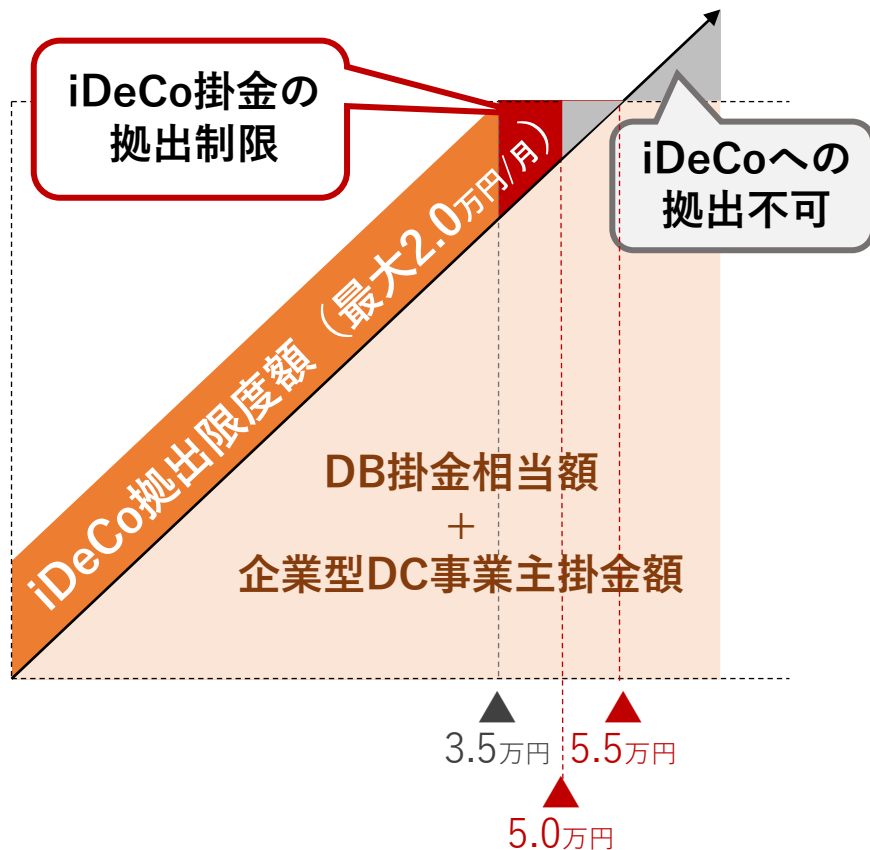 iDeCo掛金の
拠出制限
iDeCoへの
拠出不可
iDeCo拠出限度額（最大2.0万円/月）
DB掛金相当額
+
企業型DC事業主掛金額
3.5万円
5.5万円
5.0万円